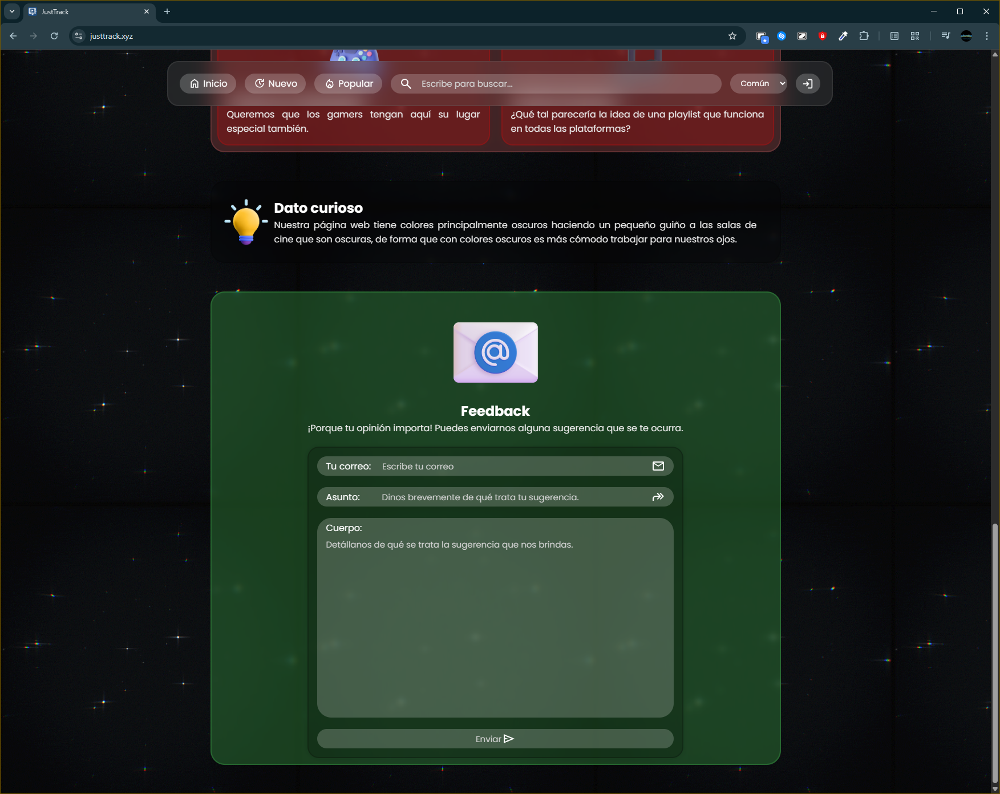 JustTrack
justtrack.xyz
Inicio
Nuevo
Popular
Escribe para buscar...
Común
Queremos que los gamers tengan aquí su lugar
especial también.
¿Qué tal parecería la idea de una playlist que funciona
en todas las plataformas?
Dato curioso
Nuestra página web tiene colores principalmente oscuros haciendo un pequeño guiño a las salas de
cine que son oscuras, de forma que con colores oscuros es más cómodo trabajar para nuestros ojos.
@
Feedback
¡Porque tu opinión importa! Puedes enviarnos alguna sugerencia que se te ocurra.
Tu correo: Escribe tu correo
Asunto: Dinos brevemente de qué trata tu sugerencia.
Cuerpo:
Detállanos de qué se trata la sugerencia que nos brindas.
Enviar